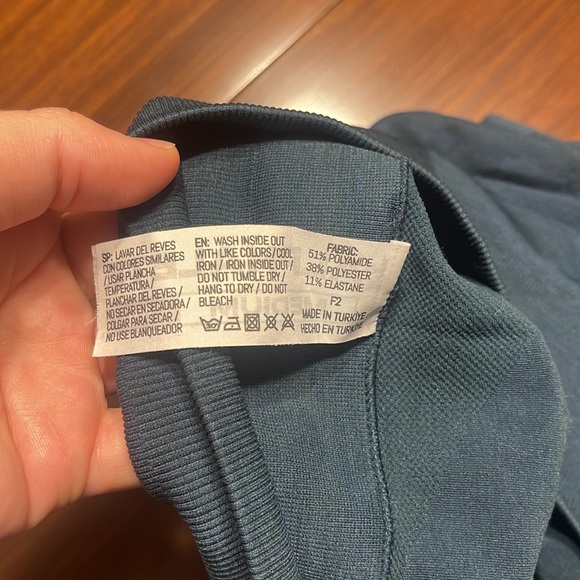 SP: LAVAR DEL REVES
CON COLORES SIMILARES
/ USAR PLANCHA
TEMPERATURA /
PLANCHAR DEL REVES /
NO SECAR EN SECADORA /
COLGAR PARA SECAR /
NO USE BLANQUEADOR
EN: WASH INSIDE OUT
WITH LIKE COLORS / COOL
IRON / IRON INSIDE OUT /
DO NOT TUMBLE DRY /
HANG TO DRY / DO NOT
BLEACH
FABRIC:
51% POLYAMIDE
38% POLYESTER
11% ELASTANE
F2
MADE IN TURKIYE
HECHO EN TURKIYE